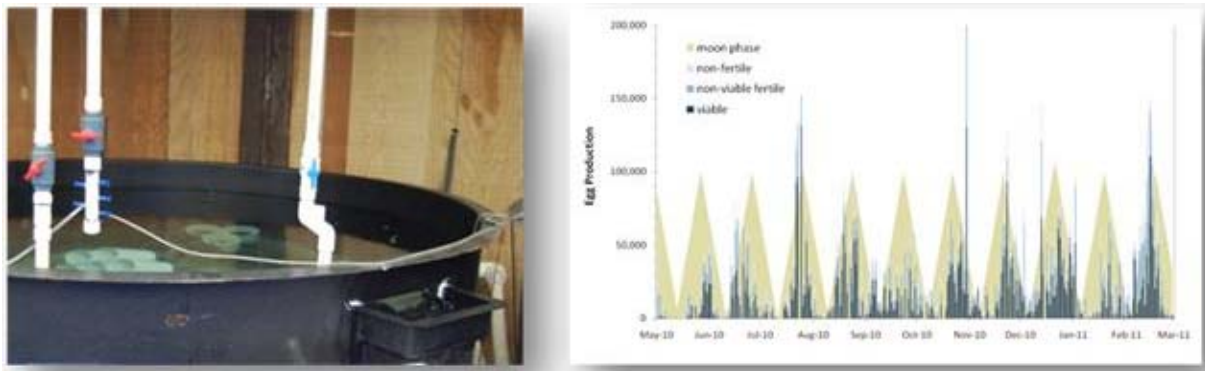 200,000
150,000
100,000
50,000
0
Egg Production
moon phase
non-fertile
non-viable fertile
viable
May-10 Jun-10 Jul-10 Aug-10 Sep-10 Oct-10 Nov-10 Dec-10 Jan-11 Feb 11 Mar-11